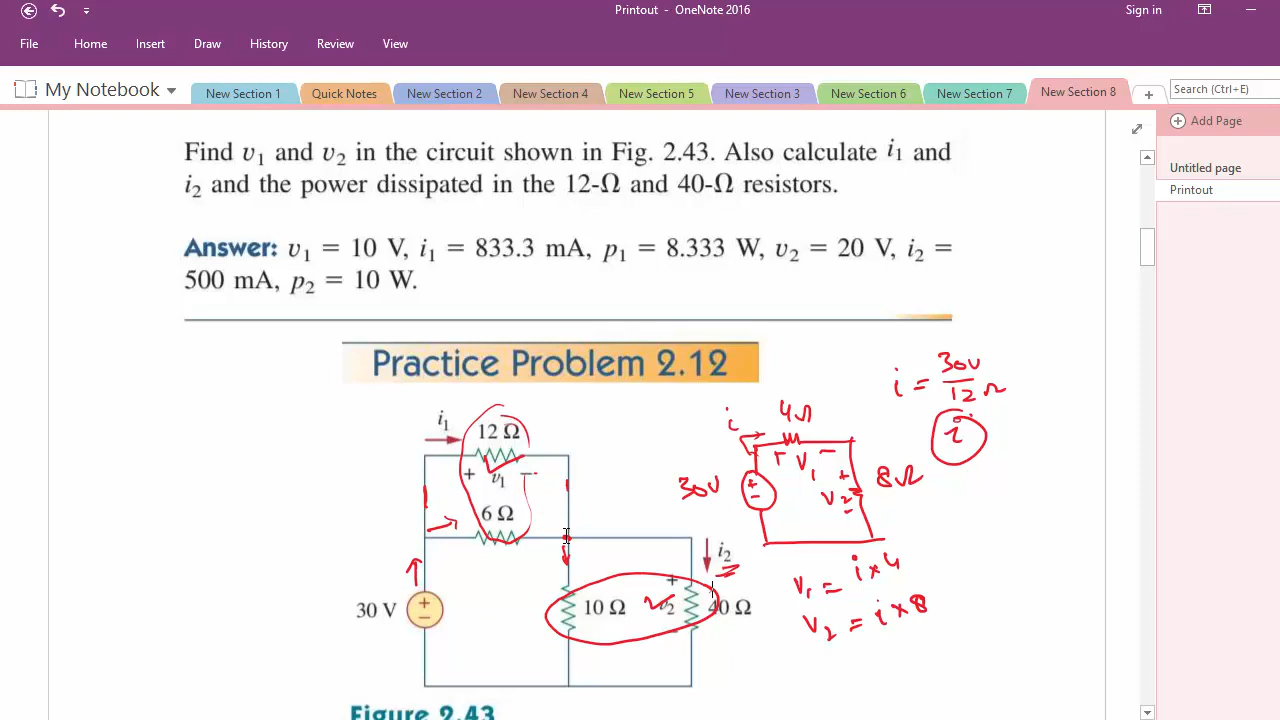 Printout - OneNote 2016
Sign in
File Home Insert Draw History Review View
My Notebook New Section 1 Quick Notes New Section 2 New Section 4 New Section 5 New Section 3 New Section 6 New Section 7 New Section 8 Search (Ctrl+E)
Add Page
Untitled page
Printout
Find v₁ and v₂ in the circuit shown in Fig. 2.43. Also calculate i₁ and
i₂ and the power dissipated in the 12-Ω and 40-Ω resistors.
Answer: v₁ = 10 V, i₁ = 833.3 mA, p₁ = 8.333 W, v₂ = 20 V, i₂ =
500 mA, p₂ = 10 W.
Practice Problem 2.12
i = 30V
12 Ω
i
i₁
12 Ω
+ v₁ −
6 Ω
i 4Ω
+ V₁ −
30V + −
+ V₂ −
8Ω
i₂
30 V + −
10 Ω
+ v₂
40 Ω
V₁ = i × 4
V₂ = i × 8
Figure 2.43